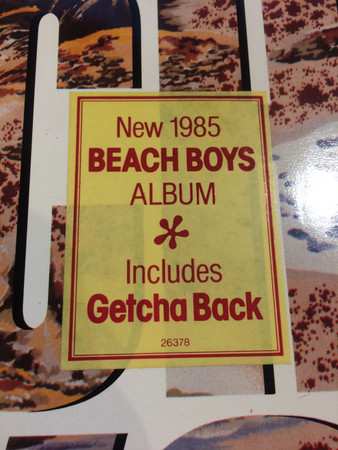 New 1985
BEACH BOYS
ALBUM
*
Includes
Getcha Back
26378